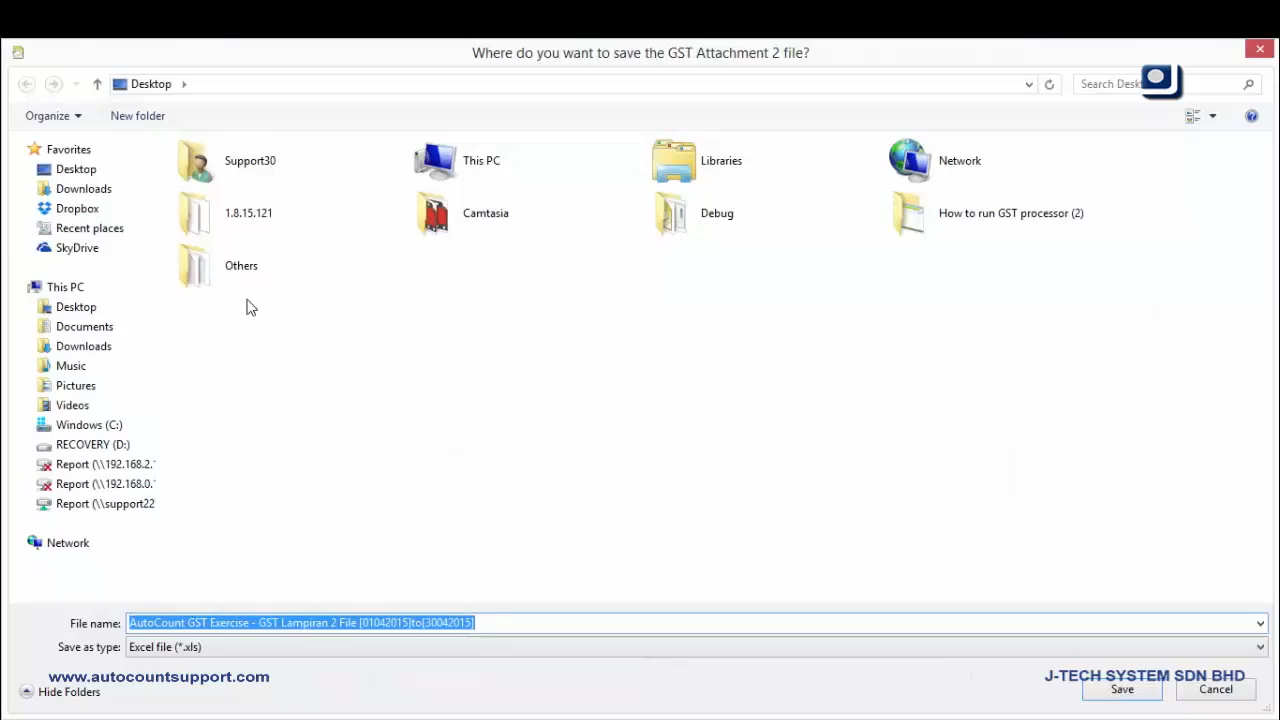 Where do you want to save the GST Attachment 2 file?
Desktop
Search Desk
Organize
New folder
Favorites
Desktop
Downloads
Dropbox
Recent places
SkyDrive
This PC
Desktop
Documents
Downloads
Music
Pictures
Videos
Windows (C:)
RECOVERY (D:)
Report (\\192.168.2.
Report (\\192.168.0.
Report (\\support22
Network
Support30
This PC
Libraries
Network
1.8.15.121
Camtasia
Debug
How to run GST processor (2)
Others
File name: AutoCount GST Exercise - GST Lampiran 2 File [01042015]to[30042015]
Save as type: Excel file (*.xls)
www.autocountsupport.com
J-TECH SYSTEM SDN BHD
Hide Folders
Save
Cancel